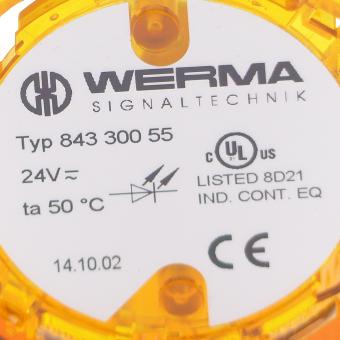 WERMA
SIGNALTECHNIK
Typ 843 300 55
24V⎓
ta 50 °C
c UL US
LISTED 8D21
IND. CONT. EQ
CE
14.10.02